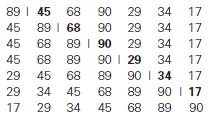 89 | 45 68 90 29 34 17
45 89 | 68 90 29 34 17
45 68 89 | 90 29 34 17
45 68 89 90 | 29 34 17
29 45 68 89 90 | 34 17
29 34 45 68 89 90 | 17
17 29 34 45 68 89 90